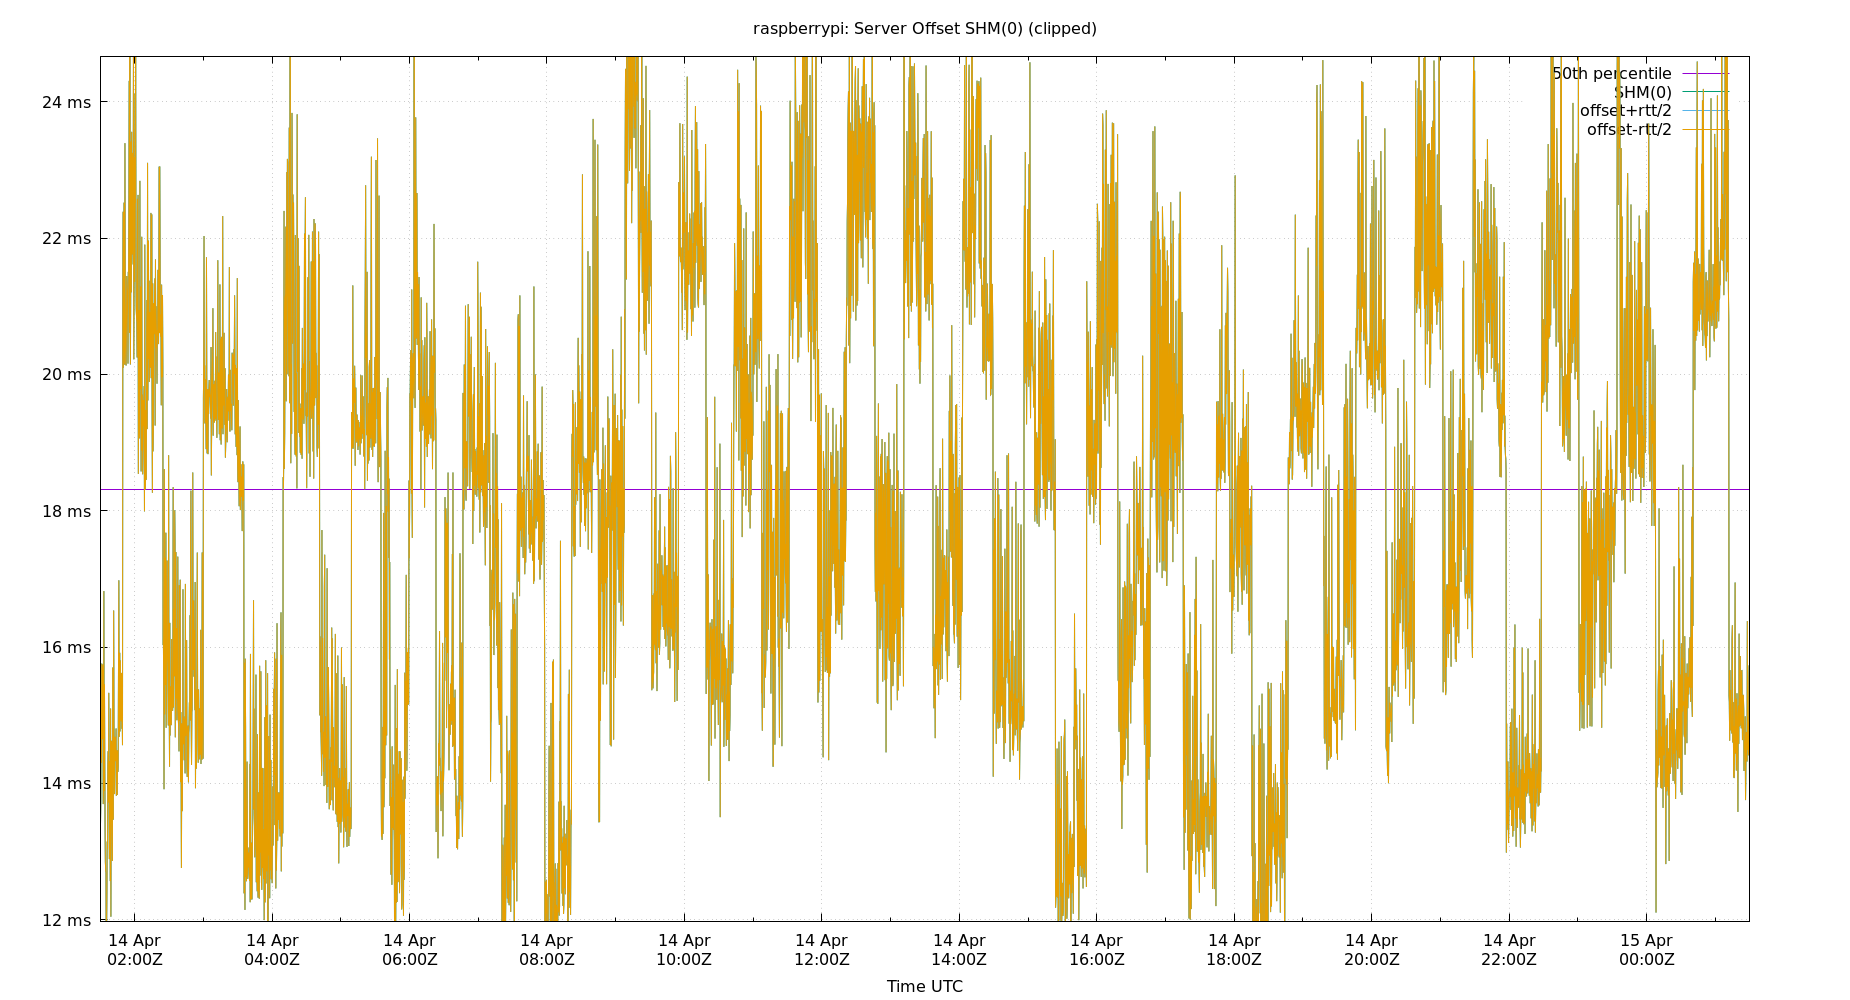 raspberrypi: Server Offset SHM(0) (clipped)
50th percentile
SHM(0)
offset+rtt/2
offset-rtt/2
24 ms
22 ms
20 ms
18 ms
16 ms
14 ms
12 ms
14 Apr 14 Apr 14 Apr 14 Apr 14 Apr 14 Apr 14 Apr 14 Apr 14 Apr 14 Apr 14 Apr 15 Apr
02:00Z 04:00Z 06:00Z 08:00Z 10:00Z 12:00Z 14:00Z 16:00Z 18:00Z 20:00Z 22:00Z 00:00Z
Time UTC